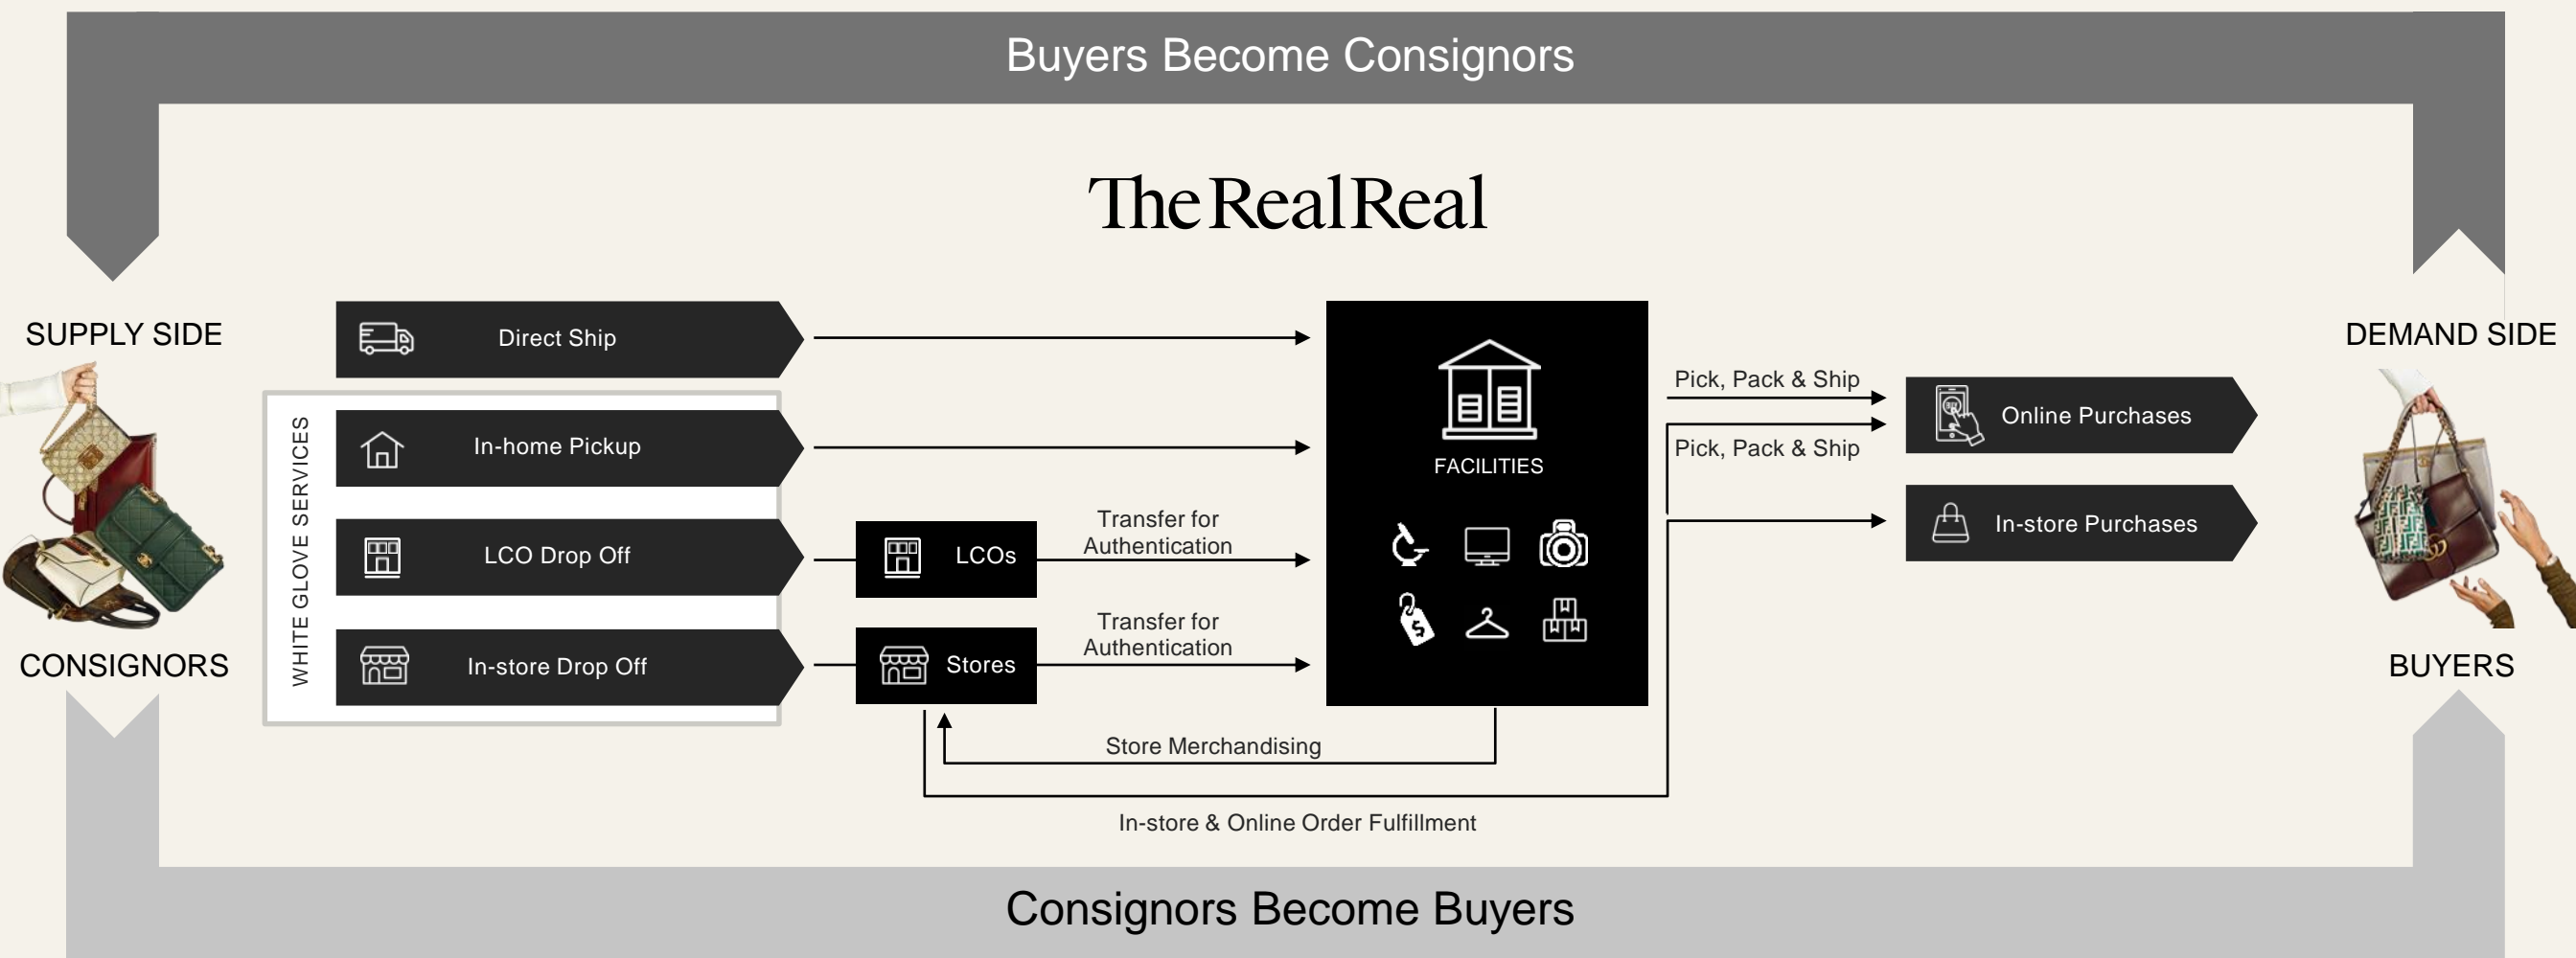 Buyers Become Consignors
TheRealReal
SUPPLY SIDE
CONSIGNORS
WHITE GLOVE SERVICES
Direct Ship
In-home Pickup
LCO Drop Off
In-store Drop Off
LCOs
Stores
Transfer for
Authentication
Transfer for
Authentication
Store Merchandising
In-store & Online Order Fulfillment
FACILITIES
$
Pick, Pack & Ship
Pick, Pack & Ship
BUY
Online Purchases
In-store Purchases
DEMAND SIDE
BUYERS
Consignors Become Buyers